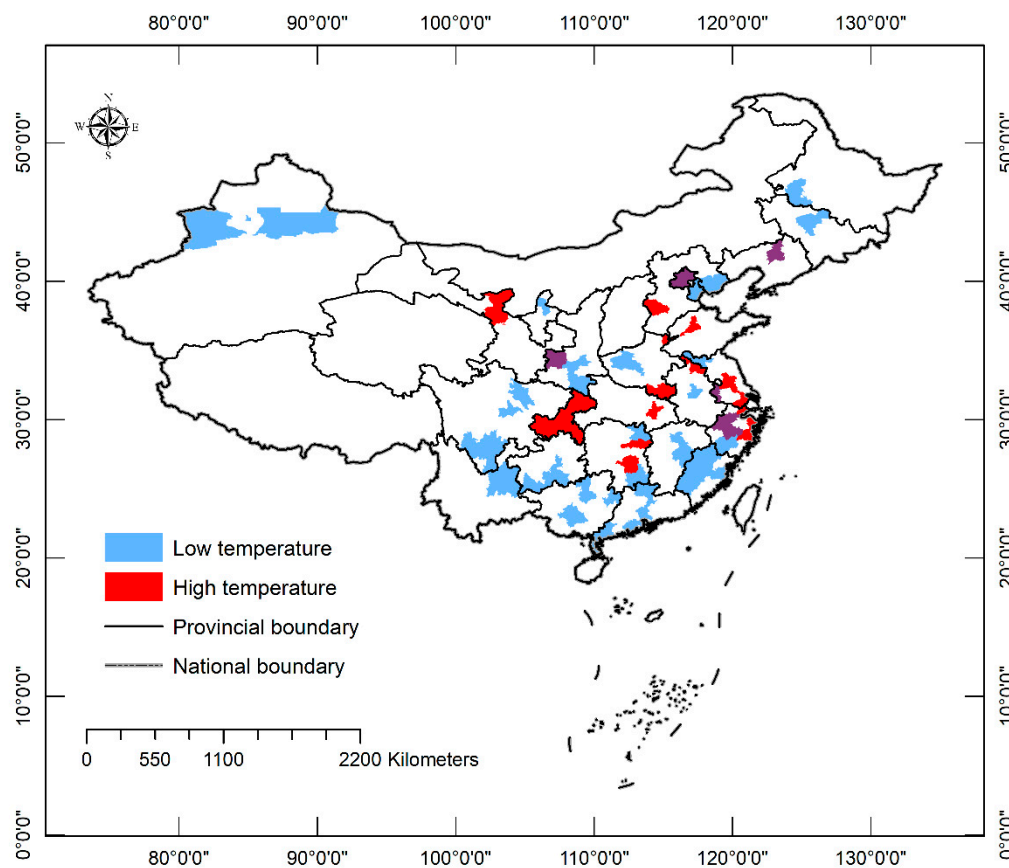 80°0'0" 90°0'0" 100°0'0" 110°0'0" 120°0'0" 130°0'0"
N
W E
S
50°0'0" 50°0'0"
40°0'0" 40°0'0"
30°0'0" 30°0'0"
20°0'0" 20°0'0"
10°0'0" 10°0'0"
0°0'0" 0°0'0"
Low temperature
High temperature
Provincial boundary
National boundary
0 550 1100 2200 Kilometers
80°0'0" 90°0'0" 100°0'0" 110°0'0" 120°0'0" 130°0'0"